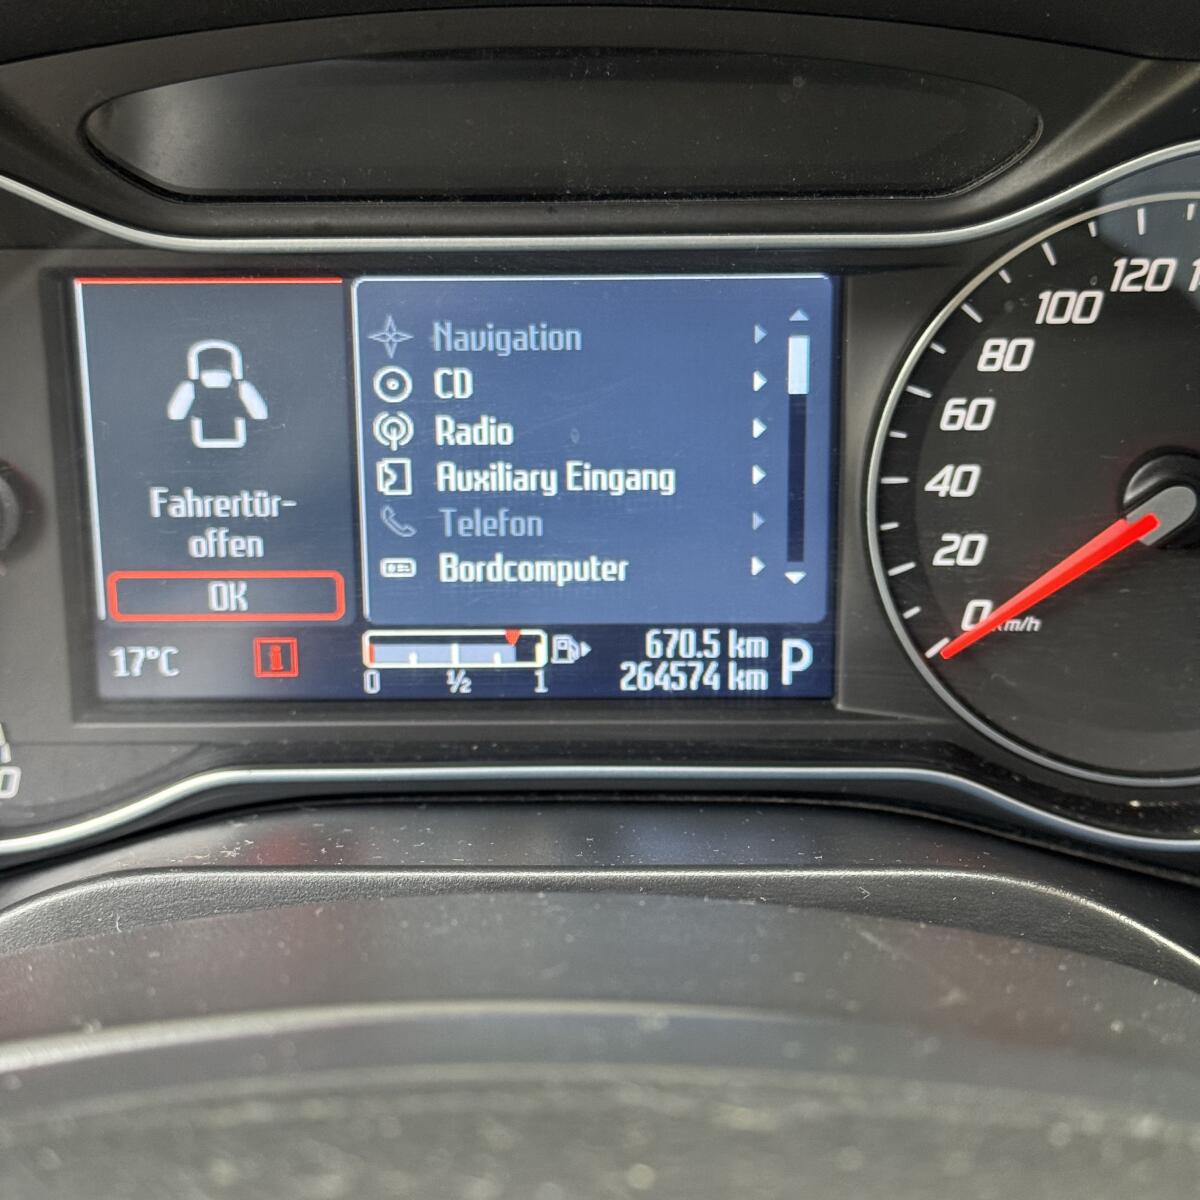 Navigation
CD
Radio
Auxiliary Eingang
Telefon
Bordcomputer
Fahrertür-
offen
OK
17°C
i
0 ½ 1
670.5 km
264574 km
P
0
20
40
60
80
100
120
km/h